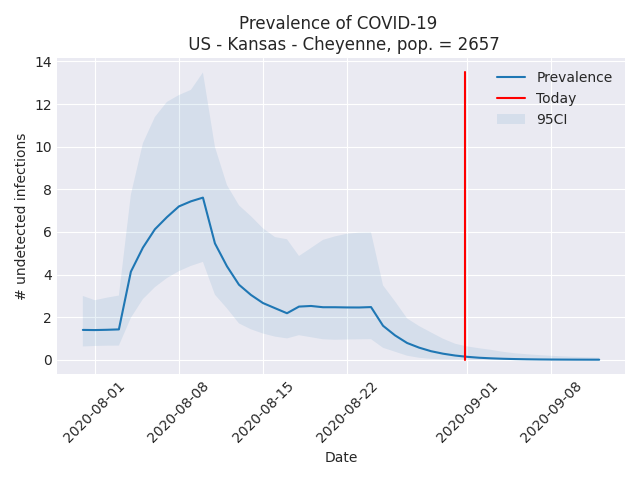 Prevalence of COVID-19
US - Kansas - Cheyenne, pop. = 2657
14
12
10
8
6
4
2
0
# undetected infections
Prevalence
Today
95CI
2020-08-01
2020-08-08
2020-08-15
2020-08-22
2020-09-01
2020-09-08
Date